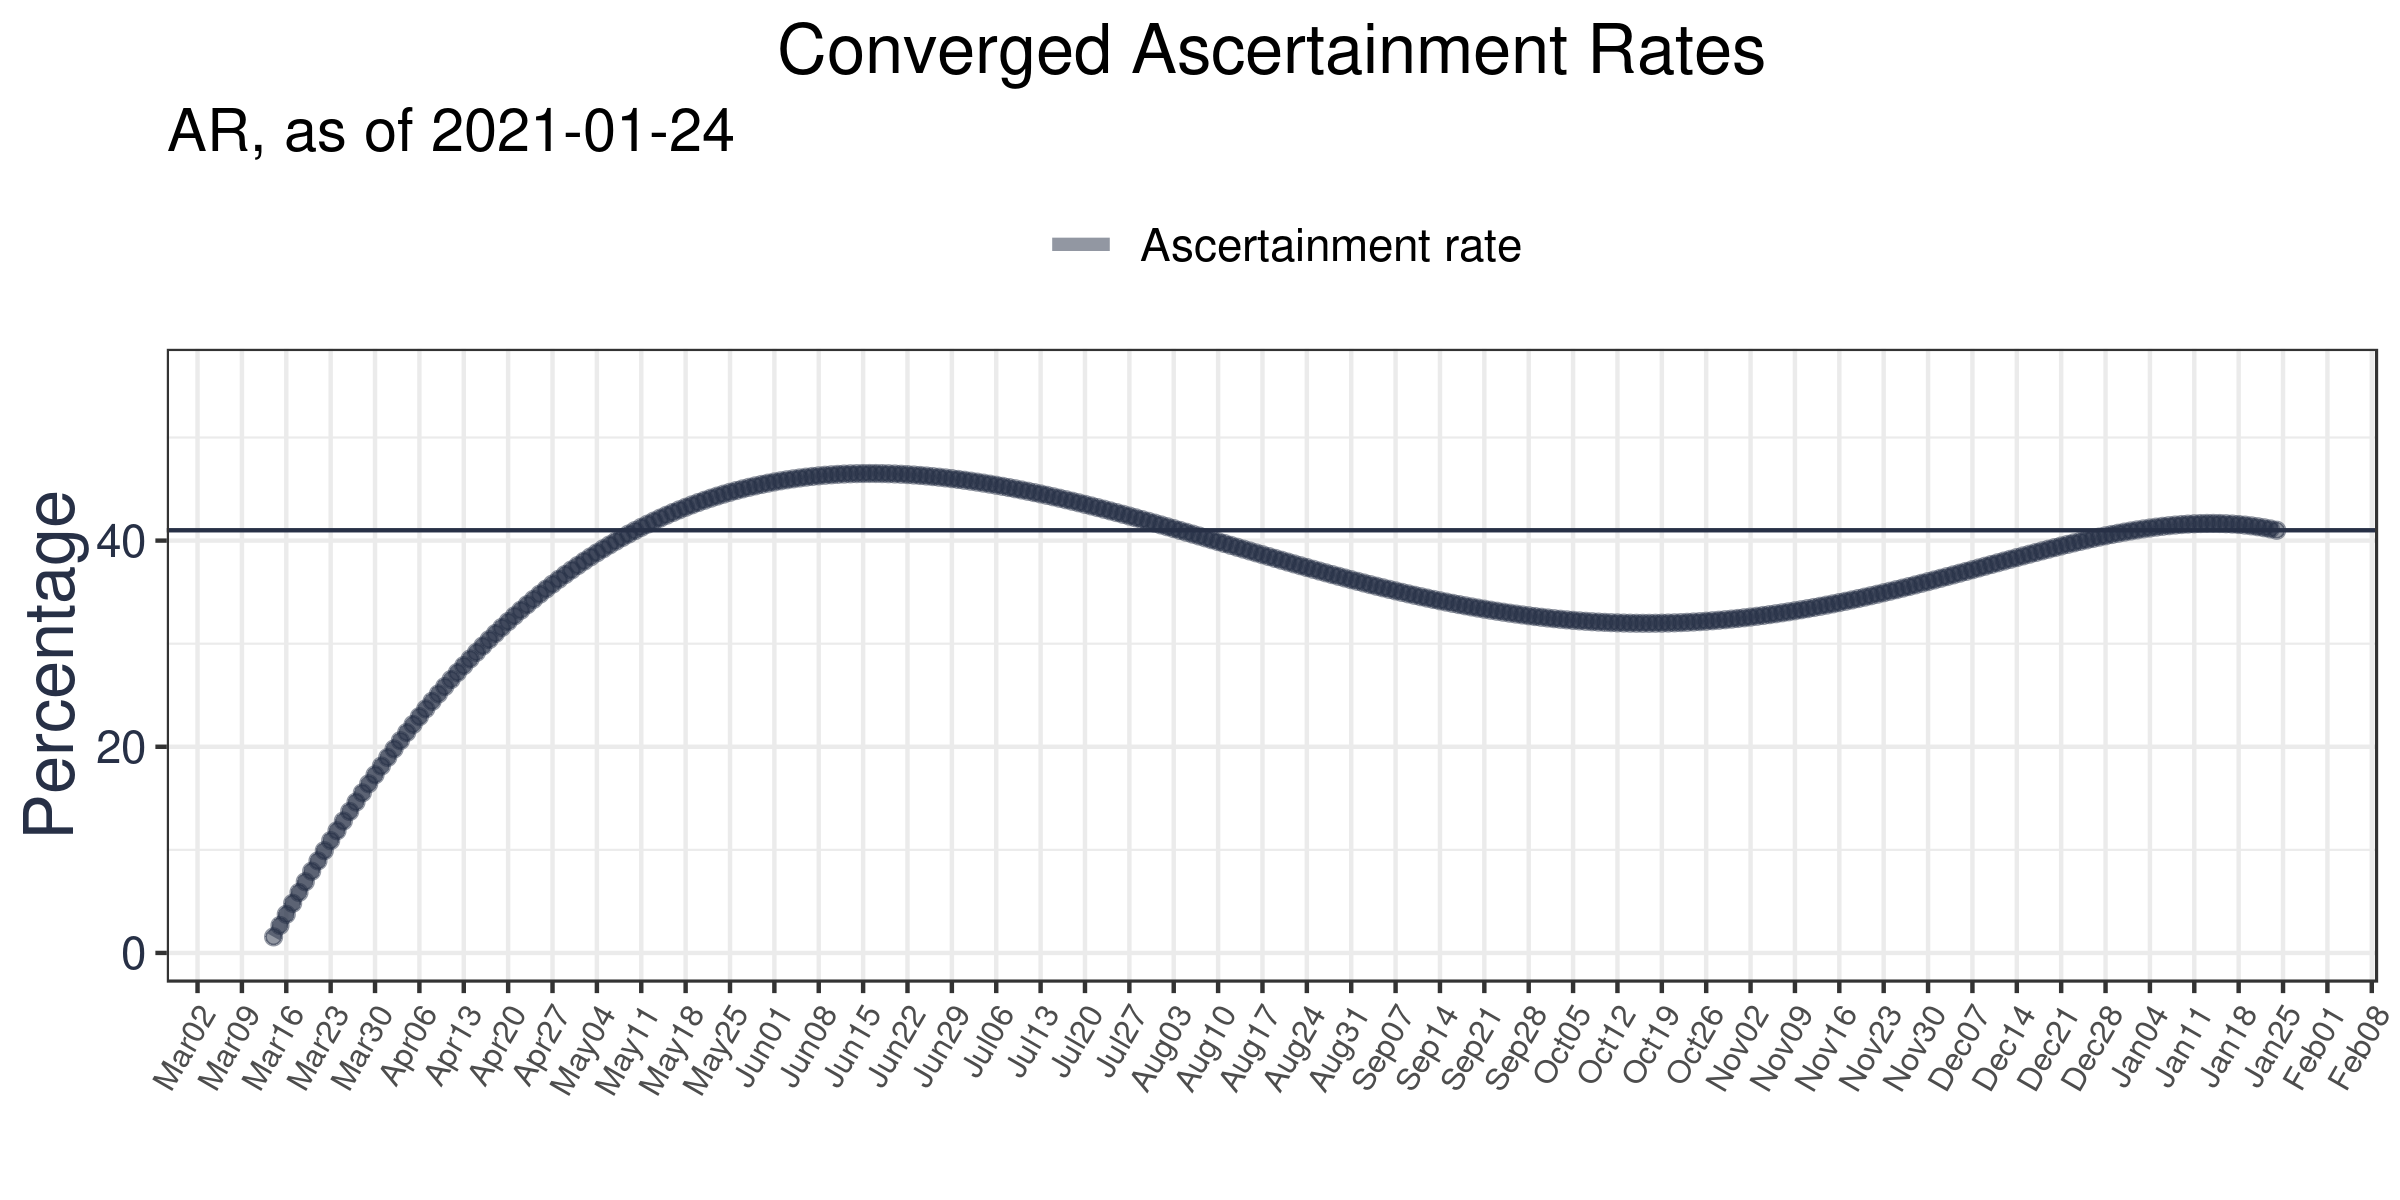 Converged Ascertainment Rates
AR, as of 2021-01-24
Ascertainment rate
Percentage
40
20
0
Mar02 Mar09 Mar16 Mar23 Mar30 Apr06 Apr13 Apr20 Apr27 May04 May11 May18 May25 Jun01 Jun08 Jun15 Jun22 Jun29 Jul06 Jul13 Jul20 Jul27 Aug03 Aug10 Aug17 Aug24 Aug31 Sep07 Sep14 Sep21 Sep28 Oct05 Oct12 Oct19 Oct26 Nov02 Nov09 Nov16 Nov23 Nov30 Dec07 Dec14 Dec21 Dec28 Jan04 Jan11 Jan18 Jan25 Feb01 Feb08